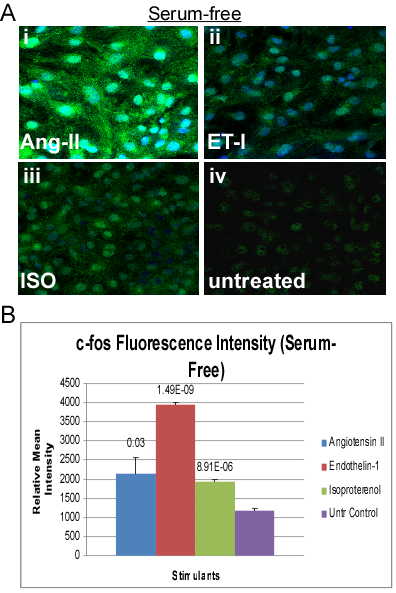 A
Serum-free
i
ii
Ang-II
ET-I
iii
iv
ISO
untreated
B
c-fos Fluorescence Intensity (Serum-
Free)
4500
4000
3500
3000
2500
2000
1500
1000
500
0
0.03
1.49E-09
8.91E-06
Relative Mean
Intensity
Stimulants
Angiotensin II
Endothelin-1
Isoproterenol
Untr Control